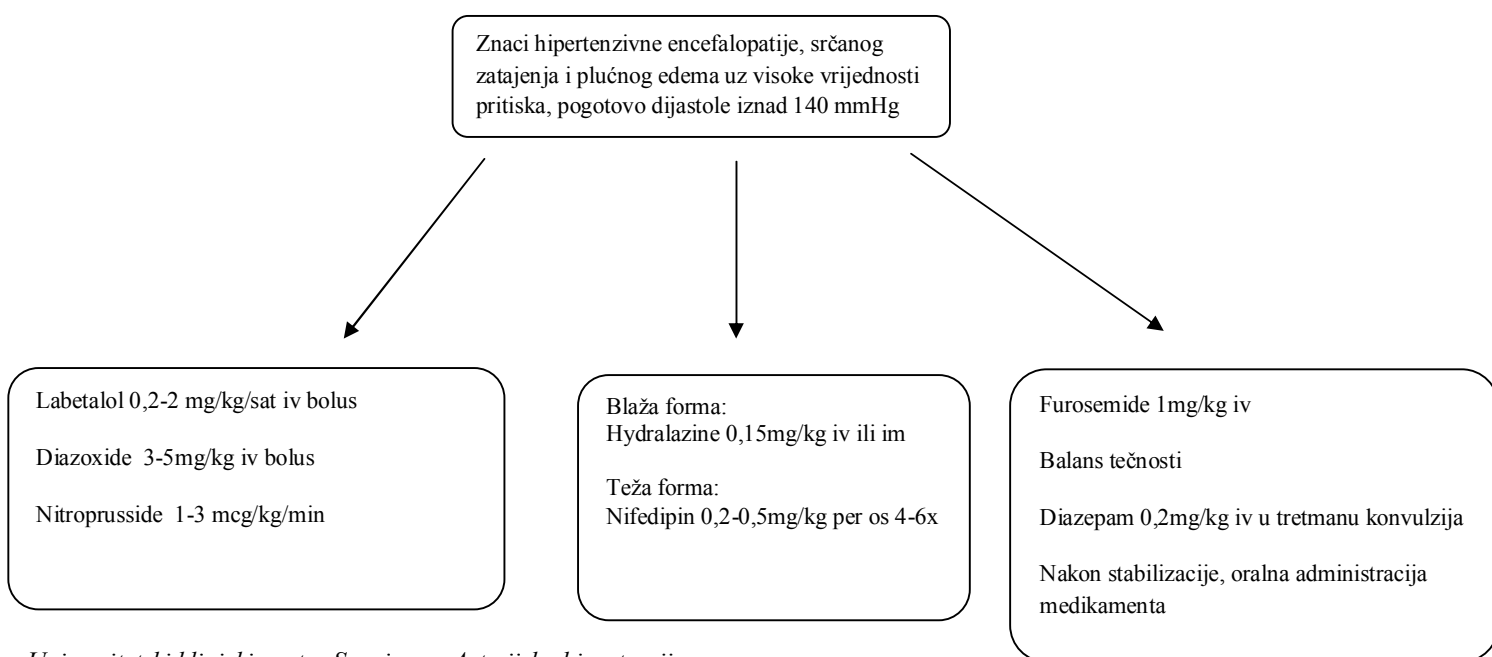 Znaci hipertenzivne encefalopatije, srčanog
zatajenja i plućnog edema uz visoke vrijednosti
pritiska, pogotovo dijastole iznad 140 mmHg
Labetalol 0,2-2 mg/kg/sat iv bolus
Diazoxide 3-5mg/kg iv bolus
Nitroprusside 1-3 mcg/kg/min
Blaža forma:
Hydralazine 0,15mg/kg iv ili im
Teža forma:
Nifedipin 0,2-0,5mg/kg per os 4-6x
Furosemide 1mg/kg iv
Balans tečnosti
Diazepam 0,2mg/kg iv u tretmanu konvulzija
Nakon stabilizacije, oralna administracija
medikamenta